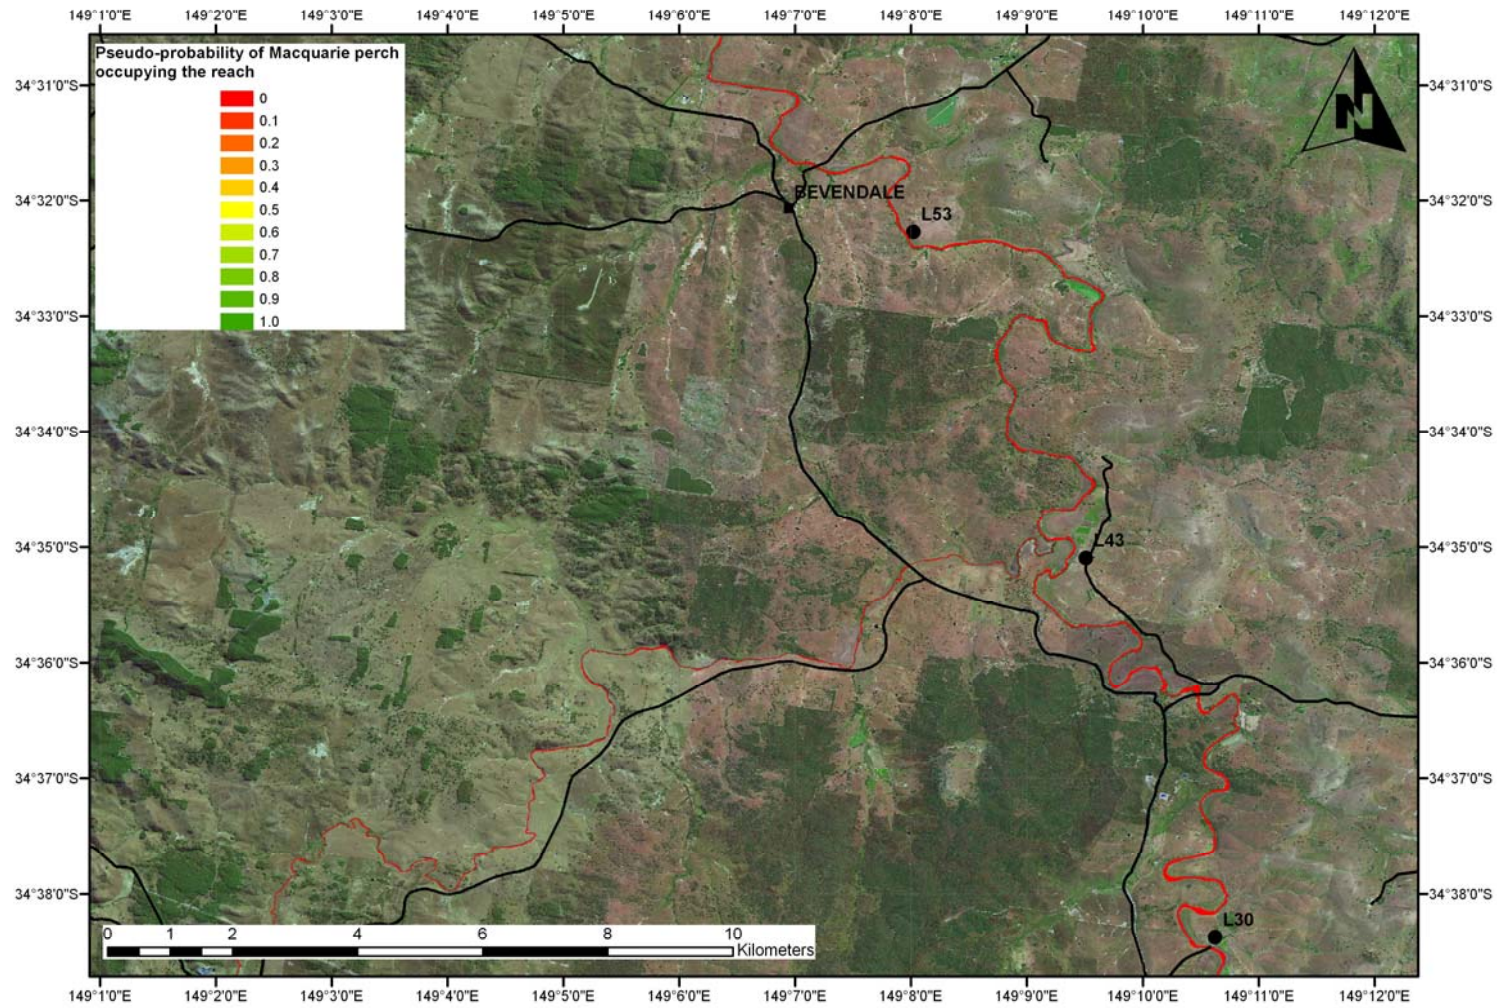 149°1'0"E 149°2'0"E 149°3'0"E 149°4'0"E 149°5'0"E 149°6'0"E 149°7'0"E 149°8'0"E 149°9'0"E 149°10'0"E 149°11'0"E 149°12'0"E
Pseudo-probability of Macquarie perch
occupying the reach
0
0.1
0.2
0.3
0.4
0.5
0.6
0.7
0.8
0.9
1.0
N
34°31'0"S 34°31'0"S
BEVENDALE
34°32'0"S 34°32'0"S
L53
34°33'0"S 34°33'0"S
34°34'0"S 34°34'0"S
L43
34°35'0"S 34°35'0"S
34°36'0"S 34°36'0"S
34°37'0"S 34°37'0"S
34°38'0"S 34°38'0"S
L30
0 1 2 4 6 8 10
Kilometers
149°1'0"E 149°2'0"E 149°3'0"E 149°4'0"E 149°5'0"E 149°6'0"E 149°7'0"E 149°8'0"E 149°9'0"E 149°10'0"E 149°11'0"E 149°12'0"E